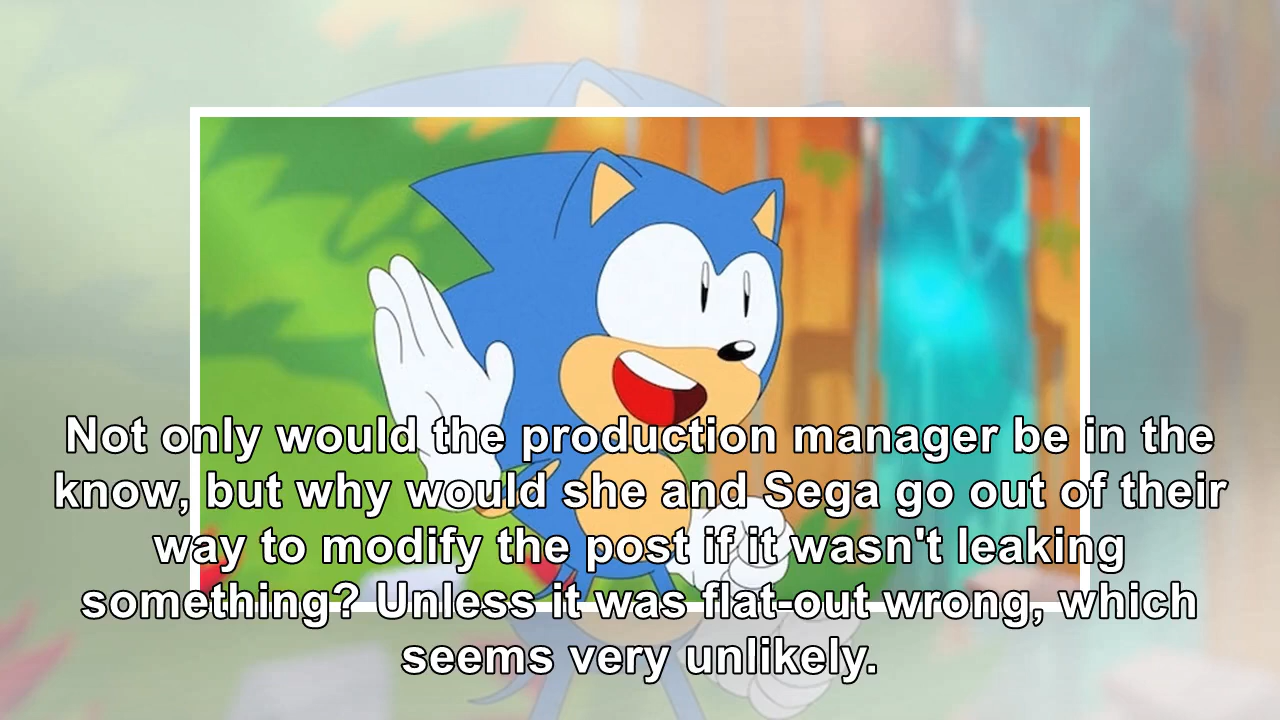 Not only would the production manager be in the
know, but why would she and Sega go out of their
way to modify the post if it wasn't leaking
something? Unless it was flat-out wrong, which
seems very unlikely.